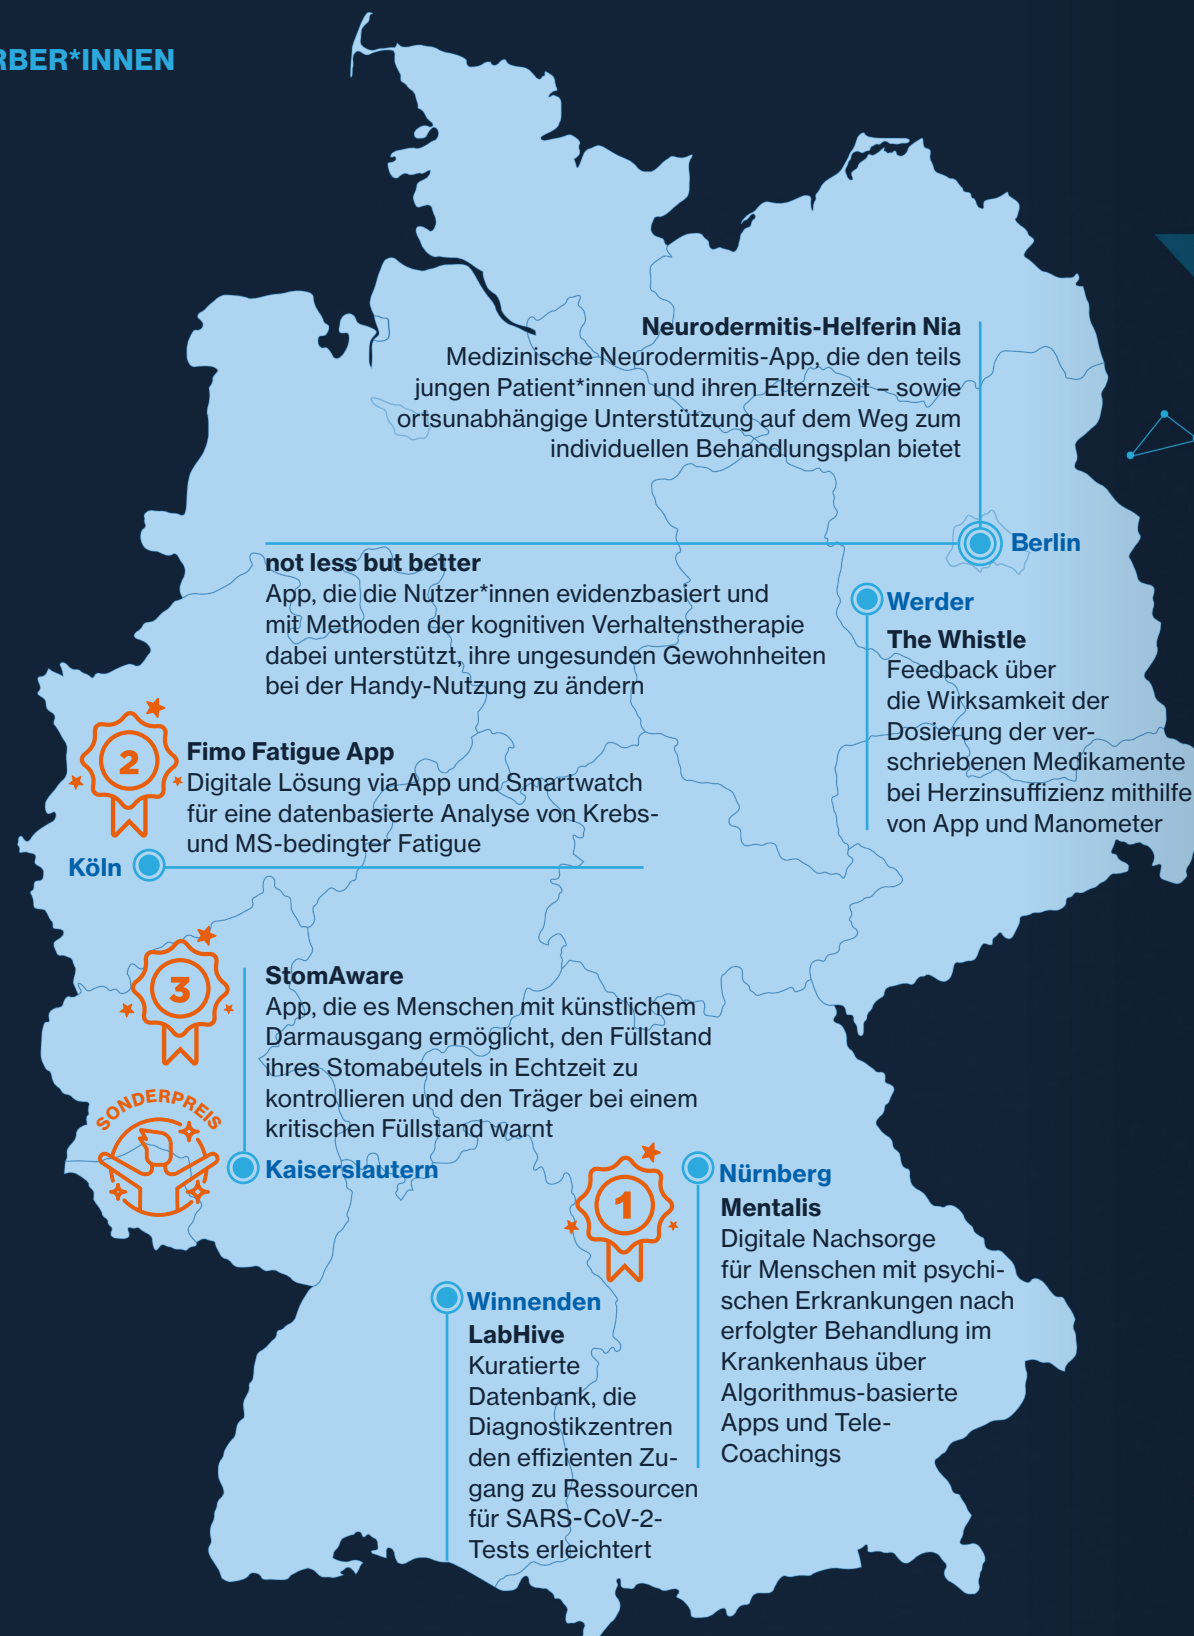 RBER*INNEN
Neurodermitis-Helferin Nia
Medizinische Neurodermitis-App, die den teils
jungen Patient*innen und ihren Elternzeit – sowie
ortsunabhängige Unterstützung auf dem Weg zum
individuellen Behandlungsplan bietet
Berlin
not less but better
App, die die Nutzer*innen evidenzbasiert und
mit Methoden der kognitiven Verhaltenstherapie
dabei unterstützt, ihre ungesunden Gewohnheiten
bei der Handy-Nutzung zu ändern
Werder
The Whistle
Feedback über
die Wirksamkeit der
Dosierung der ver-
schriebenen Medikamente
bei Herzinsuffizienz mithilfe
von App und Manometer
2
Fimo Fatigue App
Digitale Lösung via App und Smartwatch
für eine datenbasierte Analyse von Krebs-
und MS-bedingter Fatigue
Köln
3
StomAware
App, die es Menschen mit künstlichem
Darmausgang ermöglicht, den Füllstand
ihres Stomabeutels in Echtzeit zu
kontrollieren und den Träger bei einem
kritischen Füllstand warnt
SONDERPREIS
Kaiserslautern
1
Nürnberg
Mentalis
Digitale Nachsorge
für Menschen mit psychi-
schen Erkrankungen nach
erfolgter Behandlung im
Krankenhaus über
Algorithmus-basierte
Apps und Tele-
Coachings
Winnenden
LabHive
Kuratierte
Datenbank, die
Diagnostikzentren
den effizienten Zu-
gang zu Ressourcen
für SARS-CoV-2-
Tests erleichtert